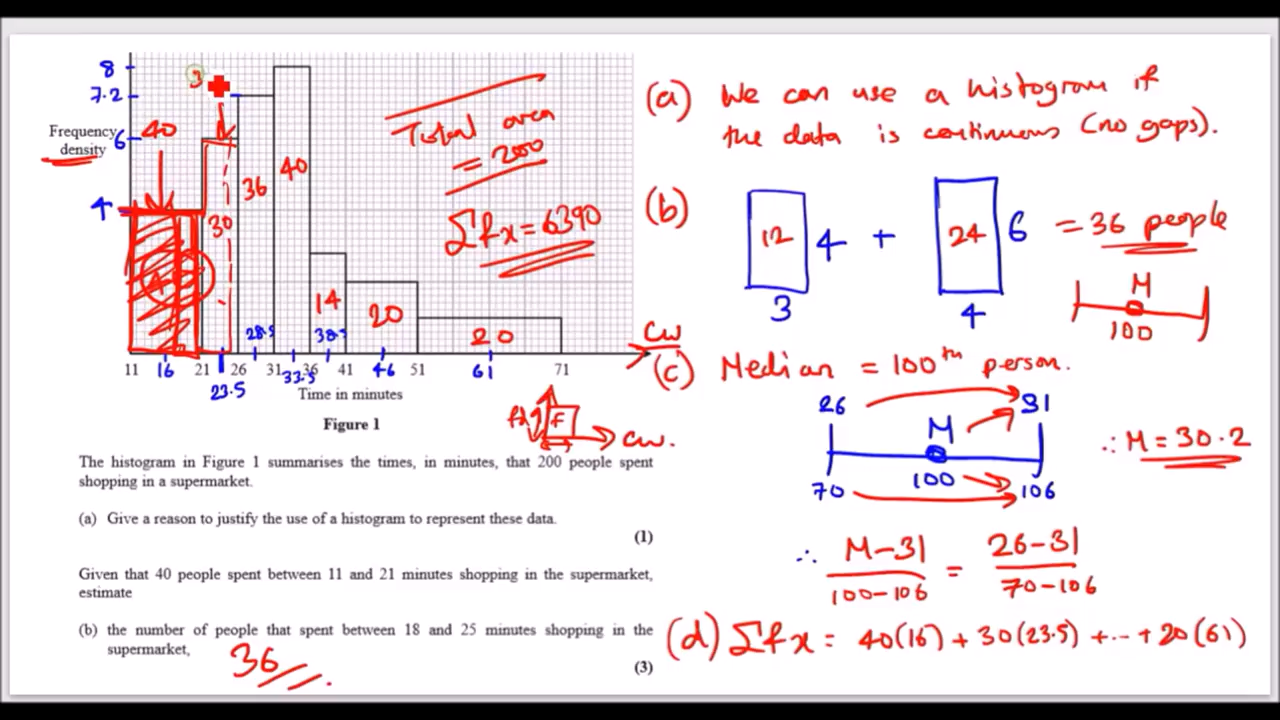 8
7.2
Frequency
density
6
4
40
3
30
36
40
14
20
20
Total area
= 200
Σfx = 6390
11 16 21 23.5 26 28.5 31 33.5 36 38.5 41 46 51 61 71
CW
Time in minutes
Figure 1
fd F CW.
The histogram in Figure 1 summarises the times, in minutes, that 200 people spent
shopping in a supermarket.
(a) Give a reason to justify the use of a histogram to represent these data.
(1)
Given that 40 people spent between 11 and 21 minutes shopping in the supermarket,
estimate
(b) the number of people that spent between 18 and 25 minutes shopping in the
supermarket,
36
(3)
(a) We can use a histogram if
the data is continuous (no gaps).
(b) 12 4 + 24 6 = 36 people
3 4
M
100
(c) Median = 100th person.
26 31
M
70 100 106
∴ M = 30.2
∴ M-31 / 100-106 = 26-31 / 70-106
(d) Σfx = 40(16) + 30(23.5) + ... + 20(61)